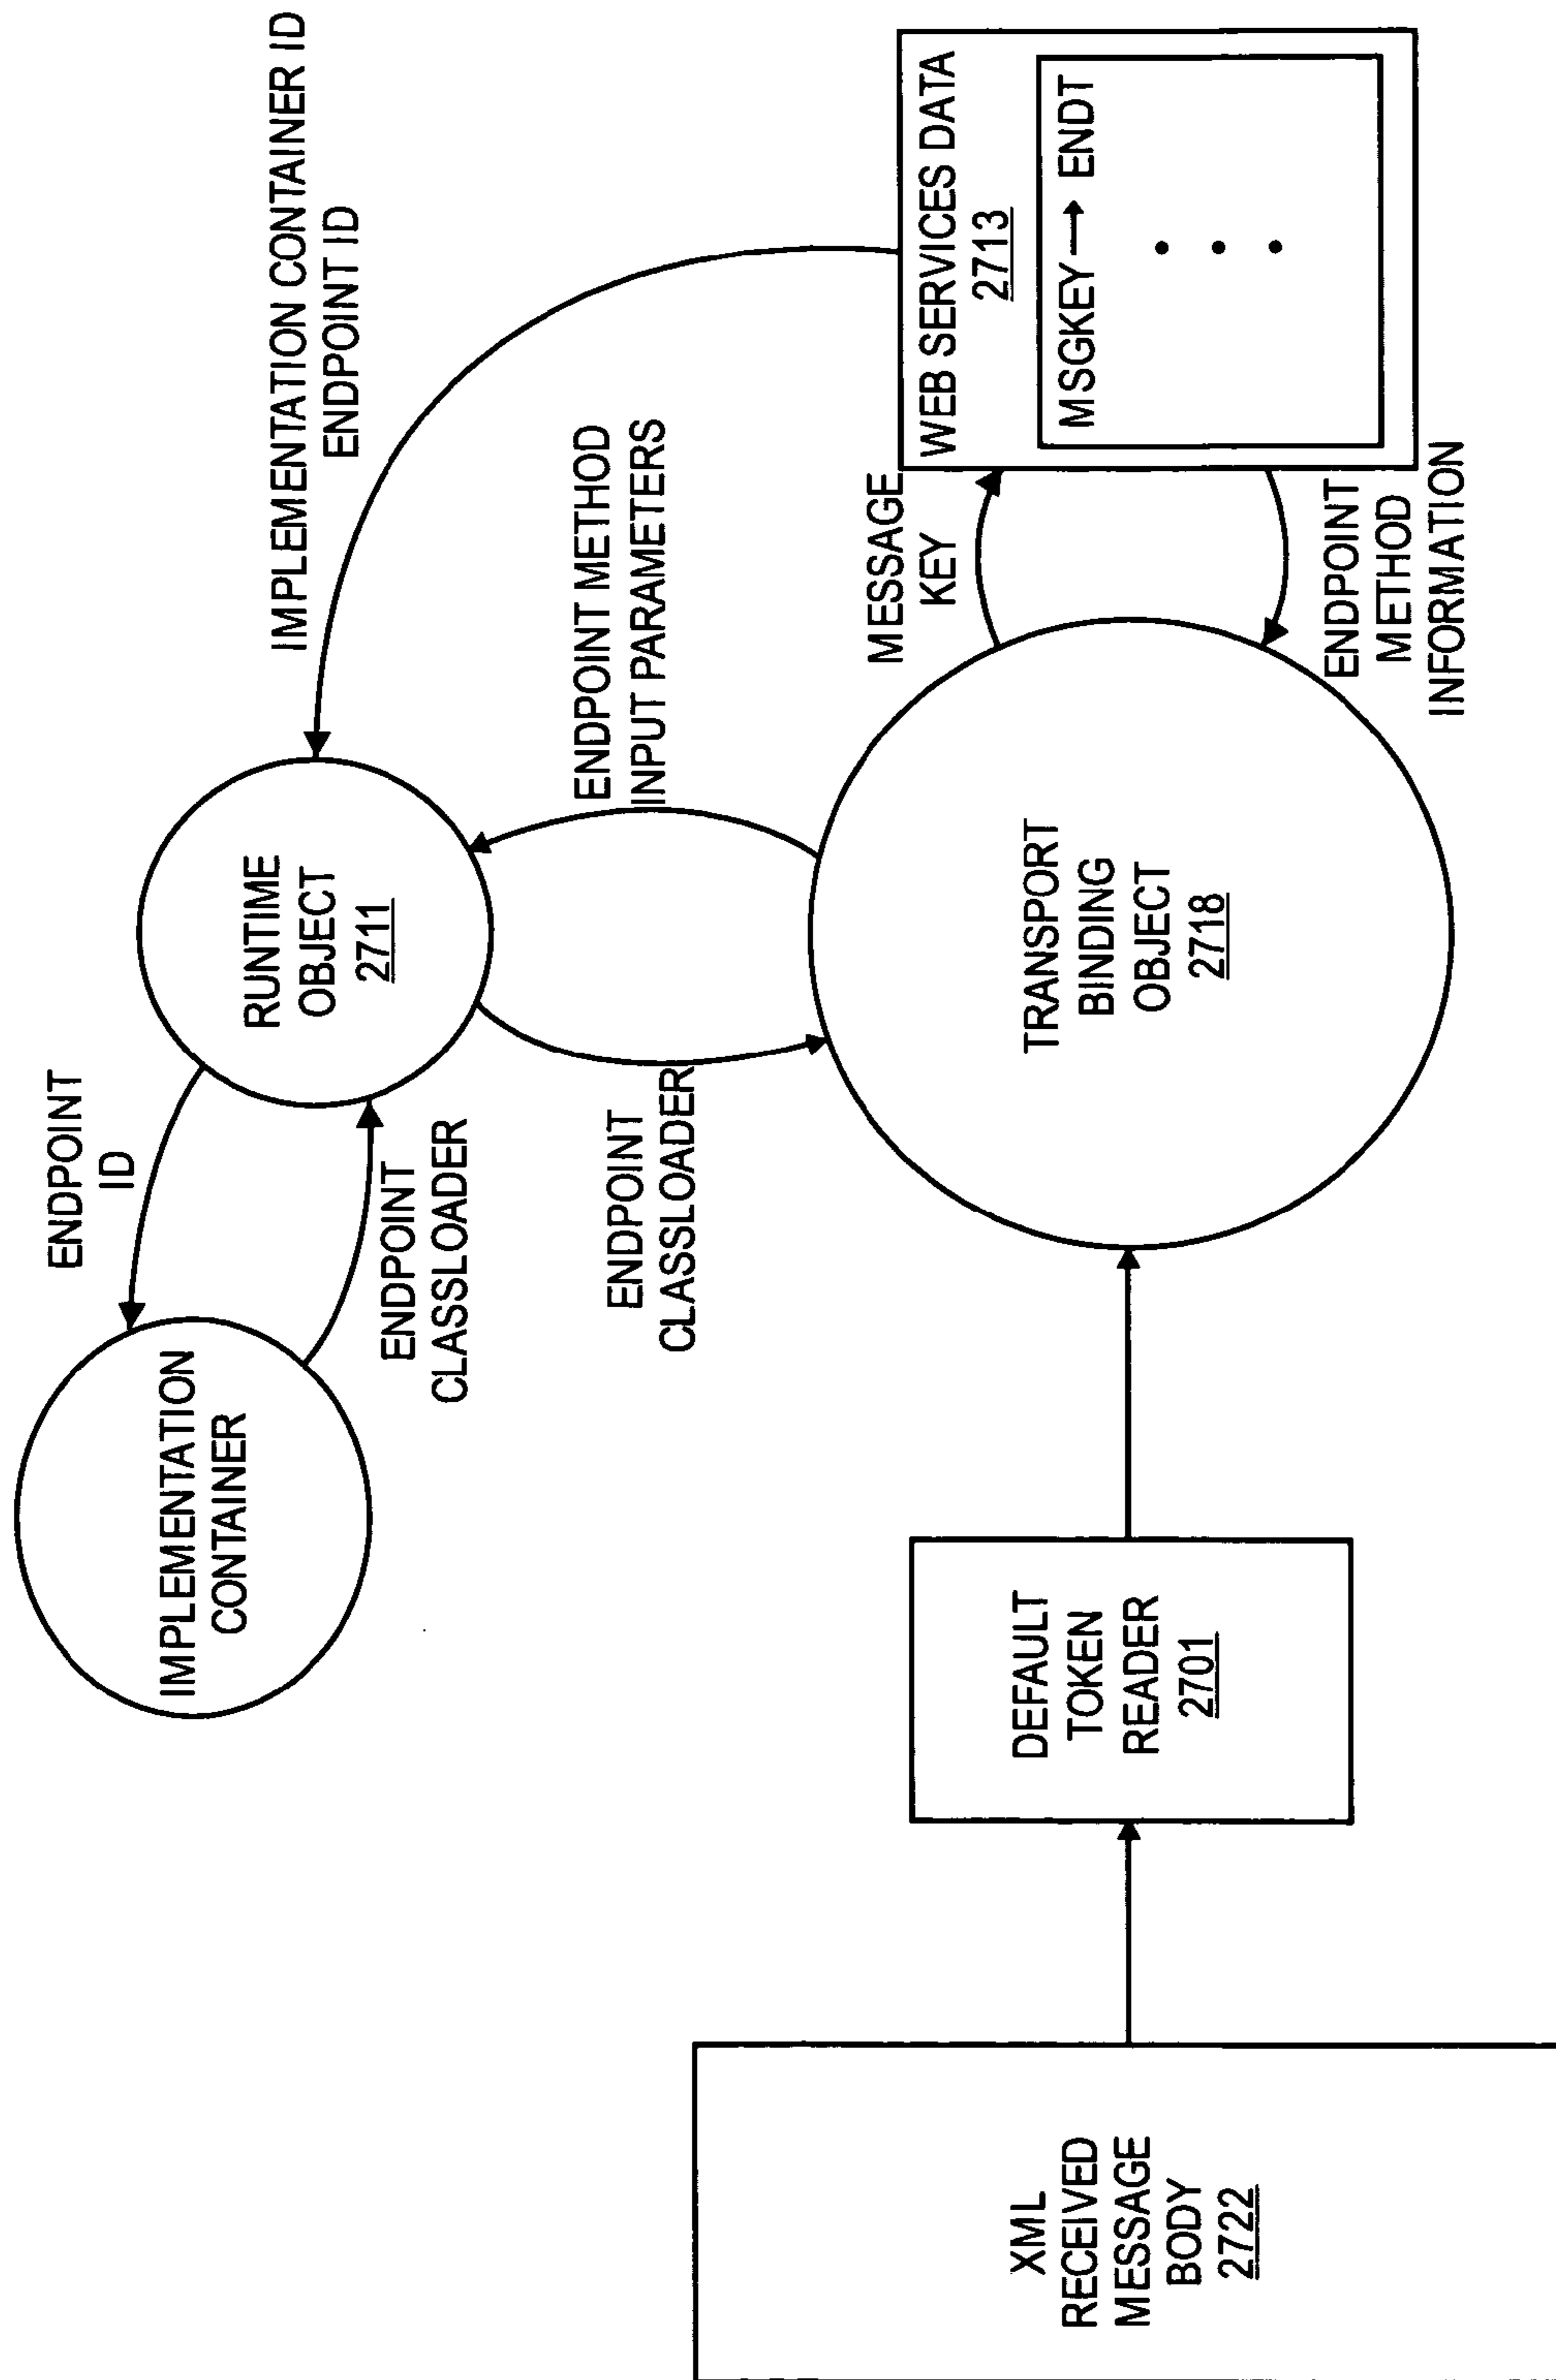 IMPLEMENTATION
CONTAINER
ENDPOINT
ID
ENDPOINT
CLASSLOADER
RUNTIME
OBJECT
2711
IMPLEMENTATION CONTAINER ID
ENDPOINT ID
ENDPOINT
CLASSLOADER
ENDPOINT METHOD
INPUT PARAMETERS
XML
RECEIVED
MESSAGE
BODY
2722
DEFAULT
TOKEN
READER
2701
TRANSPORT
BINDING
OBJECT
2718
MESSAGE
KEY
ENDPOINT
METHOD
INFORMATION
WEB SERVICES DATA
2713
MSGKEY → ENDT